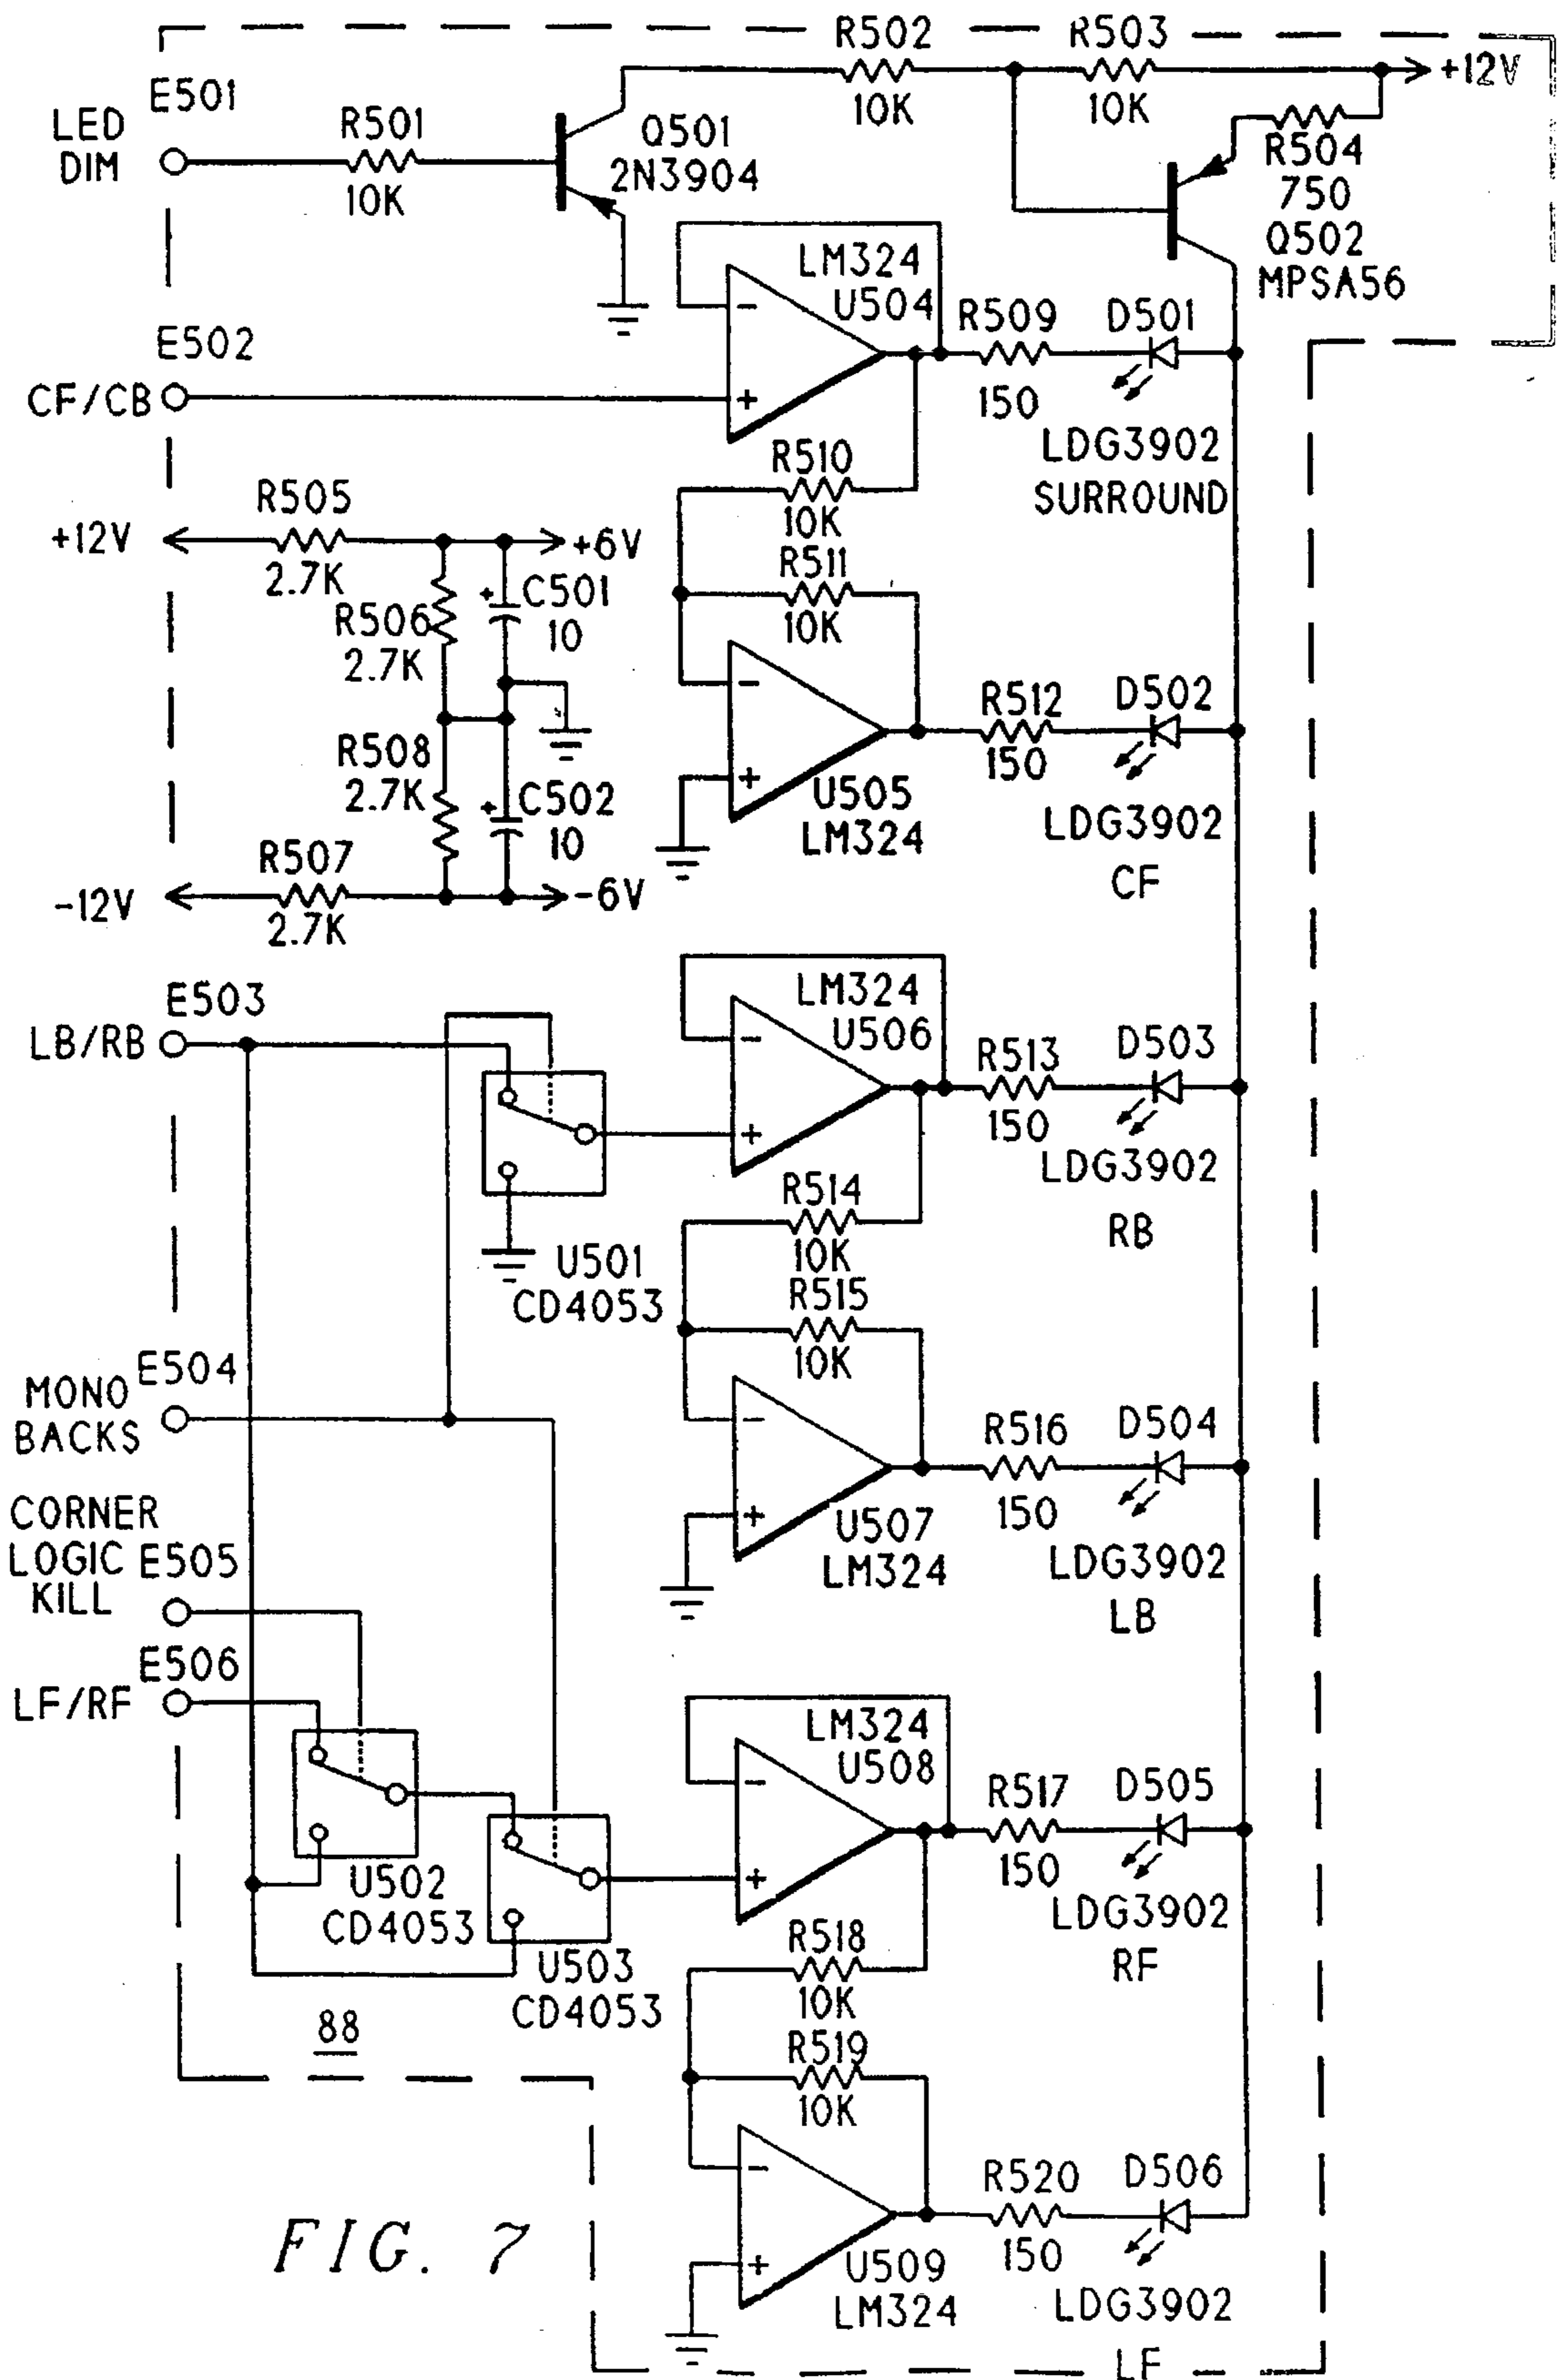 R502
R503
+12V
10K
10K
E501
LED
DIM
R501
10K
Q501
2N3904
R504
750
Q502
MPSA56
LM324
U504
-
+
R509
150
D501
LDG3902
SURROUND
E502
CF/CB
R510
10K
R511
10K
R505
+12V
2.7K
+6V
R506
2.7K
+
C501
10
R508
2.7K
+
C502
10
R507
-12V
2.7K
-6V
-
+
U505
LM324
R512
150
D502
LDG3902
CF
E503
LB/RB
LM324
U506
-
+
R513
150
D503
LDG3902
RB
U501
CD4053
R514
10K
R515
10K
E504
MONO
BACKS
-
+
U507
LM324
R516
150
D504
LDG3902
LB
CORNER
LOGIC E505
KILL
E506
LF/RF
U502
CD4053
U503
CD4053
LM324
U508
-
+
R517
150
D505
LDG3902
RF
R518
10K
R519
10K
88
-
+
U509
LM324
R520
150
D506
LDG3902
LF
FIG. 7